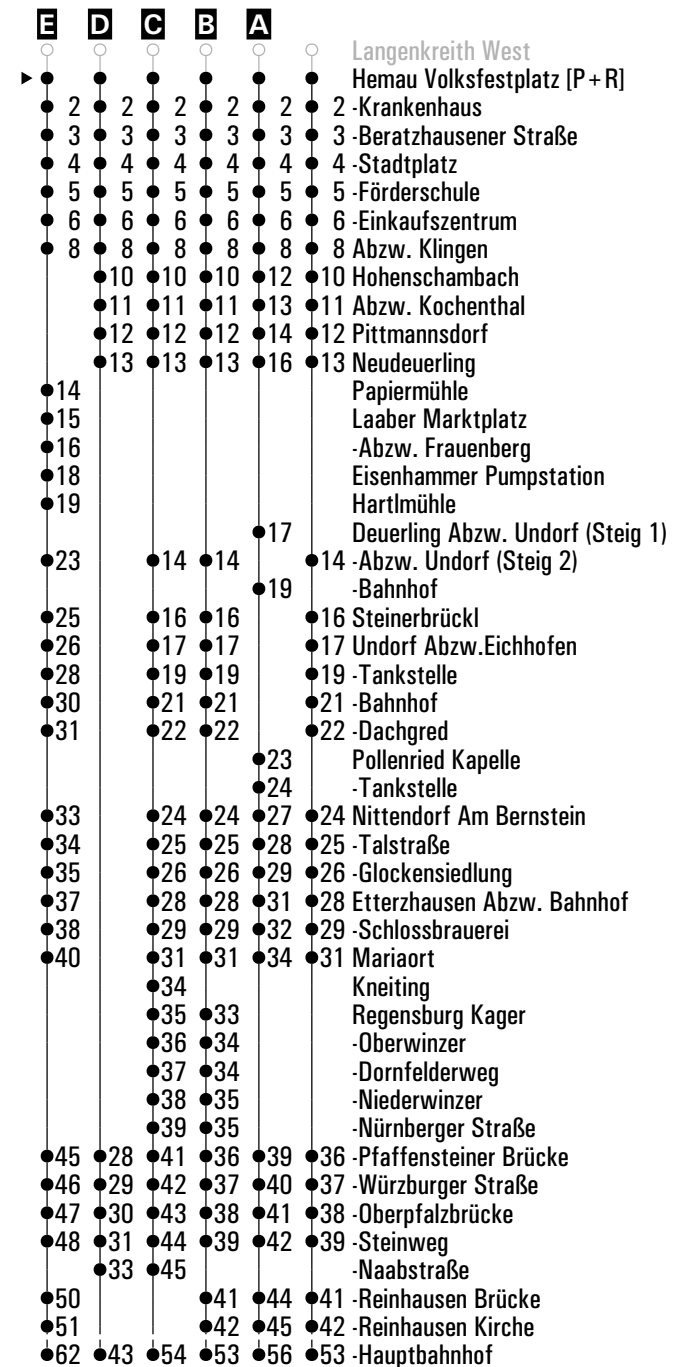 E D C B A
Langenkreith West
▶ Hemau Volksfestplatz [P+R]
2 2 2 2 2 2 -Krankenhaus
3 3 3 3 3 3 -Beratzhausener Straße
4 4 4 4 4 4 -Stadtplatz
5 5 5 5 5 5 -Förderschule
6 6 6 6 6 6 -Einkaufszentrum
8 8 8 8 8 8 Abzw. Klingen
10 10 10 12 10 Hohenschambach
11 11 11 13 11 Abzw. Kochenthal
12 12 12 14 12 Pittmannsdorf
13 13 13 16 13 Neudeuerling
14 Papiermühle
15 Laaber Marktplatz
16 -Abzw. Frauenberg
18 Eisenhammer Pumpstation
19 Hartlmühle
17 Deuerling Abzw. Undorf (Steig 1)
23 14 14 14 -Abzw. Undorf (Steig 2)
19 -Bahnhof
25 16 16 16 Steinerbrückl
26 17 17 17 Undorf Abzw.Eichhofen
28 19 19 19 -Tankstelle
30 21 21 21 -Bahnhof
31 22 22 22 -Dachgred
23 Pollenried Kapelle
24 -Tankstelle
33 24 24 27 24 Nittendorf Am Bernstein
34 25 25 28 25 -Talstraße
35 26 26 29 26 -Glockensiedlung
37 28 28 31 28 Etterzhausen Abzw. Bahnhof
38 29 29 32 29 -Schlossbrauerei
40 31 31 34 31 Mariaort
34 Kneiting
35 33 Regensburg Kager
36 34 -Oberwinzer
37 34 -Dornfelderweg
38 35 -Niederwinzer
39 35 -Nürnberger Straße
45 28 41 36 39 36 -Pfaffensteiner Brücke
46 29 42 37 40 37 -Würzburger Straße
47 30 43 38 41 38 -Oberpfalzbrücke
48 31 44 39 42 39 -Steinweg
33 45 -Naabstraße
50 41 44 41 -Reinhausen Brücke
51 42 45 42 -Reinhausen Kirche
62 43 54 53 56 53 -Hauptbahnhof